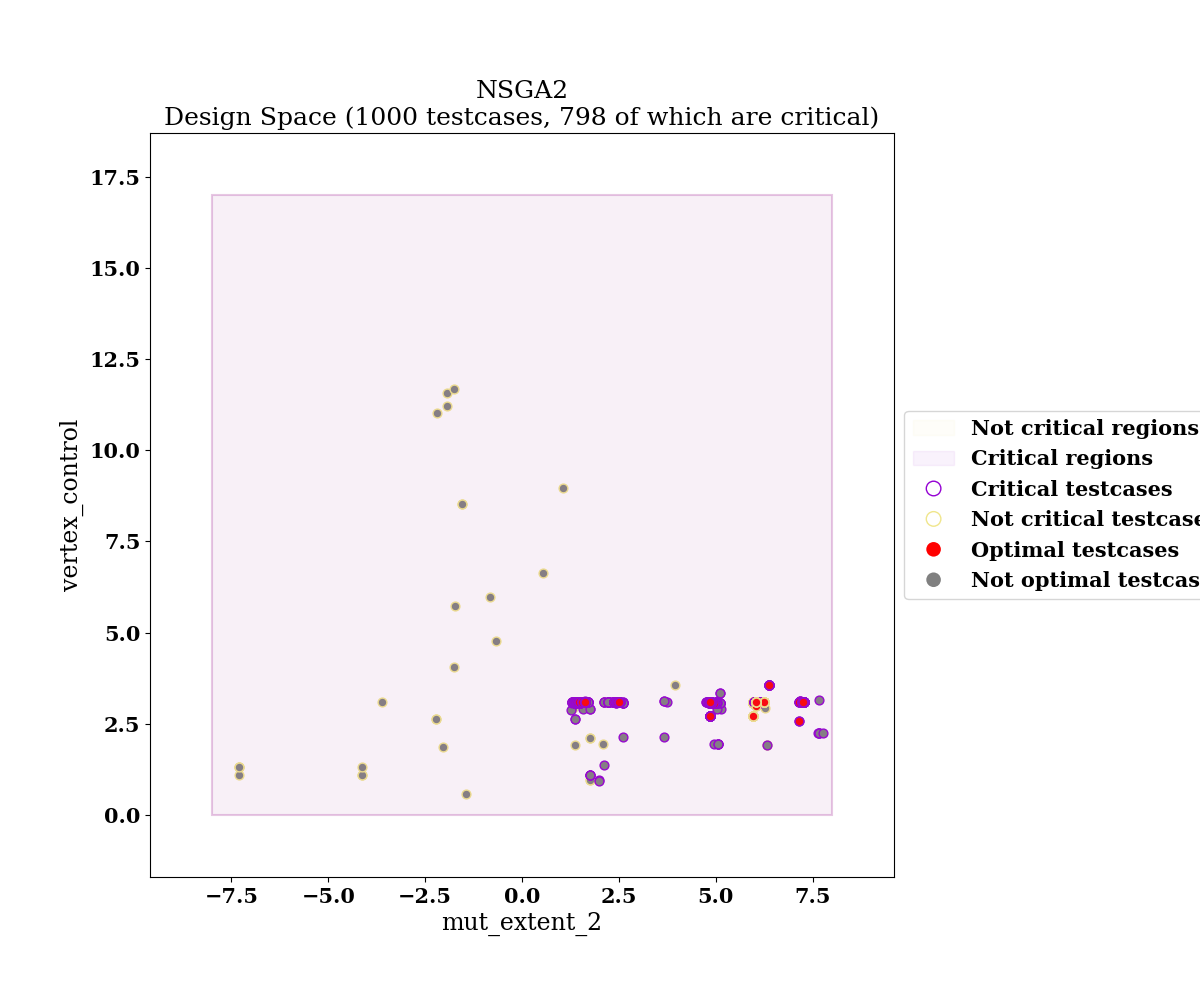 NSGA2
Design Space (1000 testcases, 798 of which are critical)
17.5
15.0
12.5
10.0
7.5
5.0
2.5
0.0
vertex_control
−7.5
−5.0
−2.5
0.0
2.5
5.0
7.5
mut_extent_2
Not critical regions
Critical regions
Critical testcases
Not critical testcase
Optimal testcases
Not optimal testcas